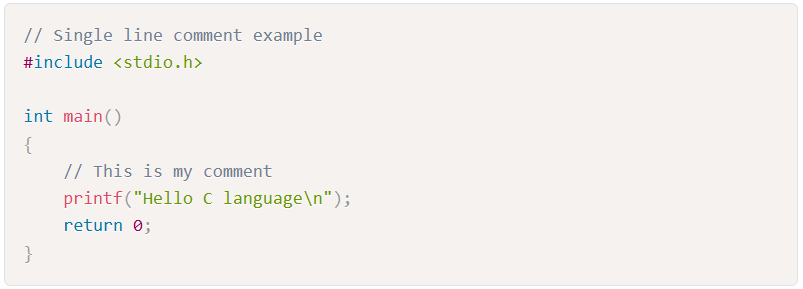 // Single line comment example
#include <stdio.h>

int main()
{
    // This is my comment
    printf("Hello C language\n");
    return 0;
}